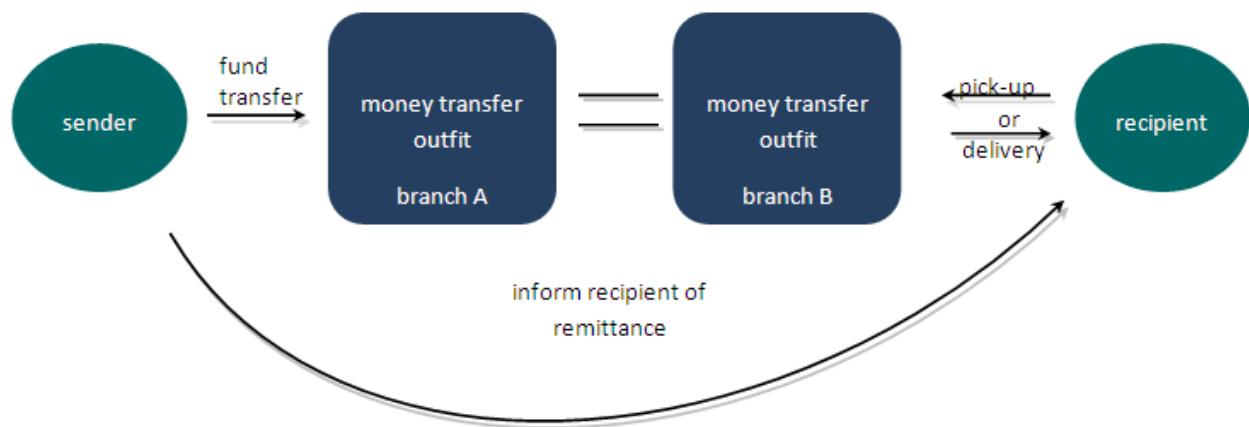 sender
fund
transfer
money transfer
outfit
branch A
money transfer
outfit
branch B
pick-up
or
delivery
recipient
inform recipient of
remittance